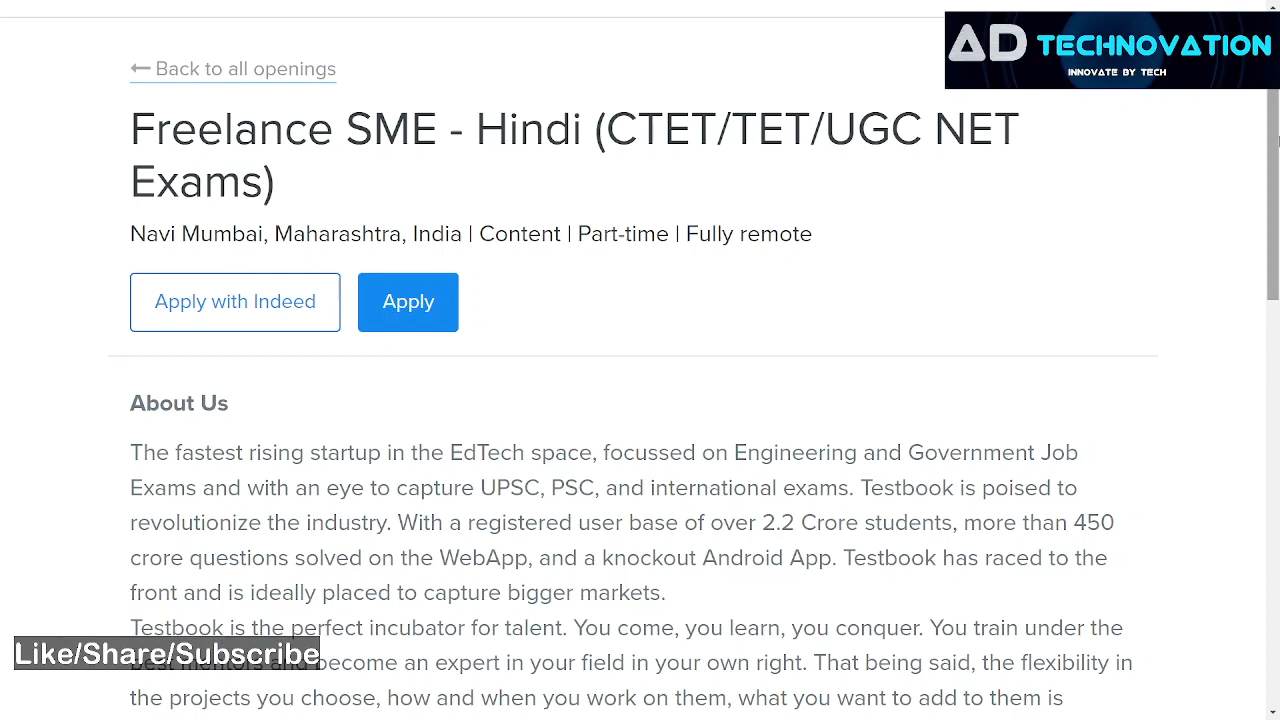 AD TECHNOVATION
INNOVATE BY TECH
Back to all openings
Freelance SME - Hindi (CTET/TET/UGC NET
Exams)
Navi Mumbai, Maharashtra, India | Content | Part-time | Fully remote
Apply with Indeed Apply
About Us
The fastest rising startup in the EdTech space, focussed on Engineering and Government Job
Exams and with an eye to capture UPSC, PSC, and international exams. Testbook is poised to
revolutionize the industry. With a registered user base of over 2.2 Crore students, more than 450
crore questions solved on the WebApp, and a knockout Android App. Testbook has raced to the
front and is ideally placed to capture bigger markets.
Testbook is the perfect incubator for talent. You come, you learn, you conquer. You train under the
become an expert in your field in your own right. That being said, the flexibility in
Like/Share/Subscribe
the projects you choose, how and when you work on them, what you want to add to them is